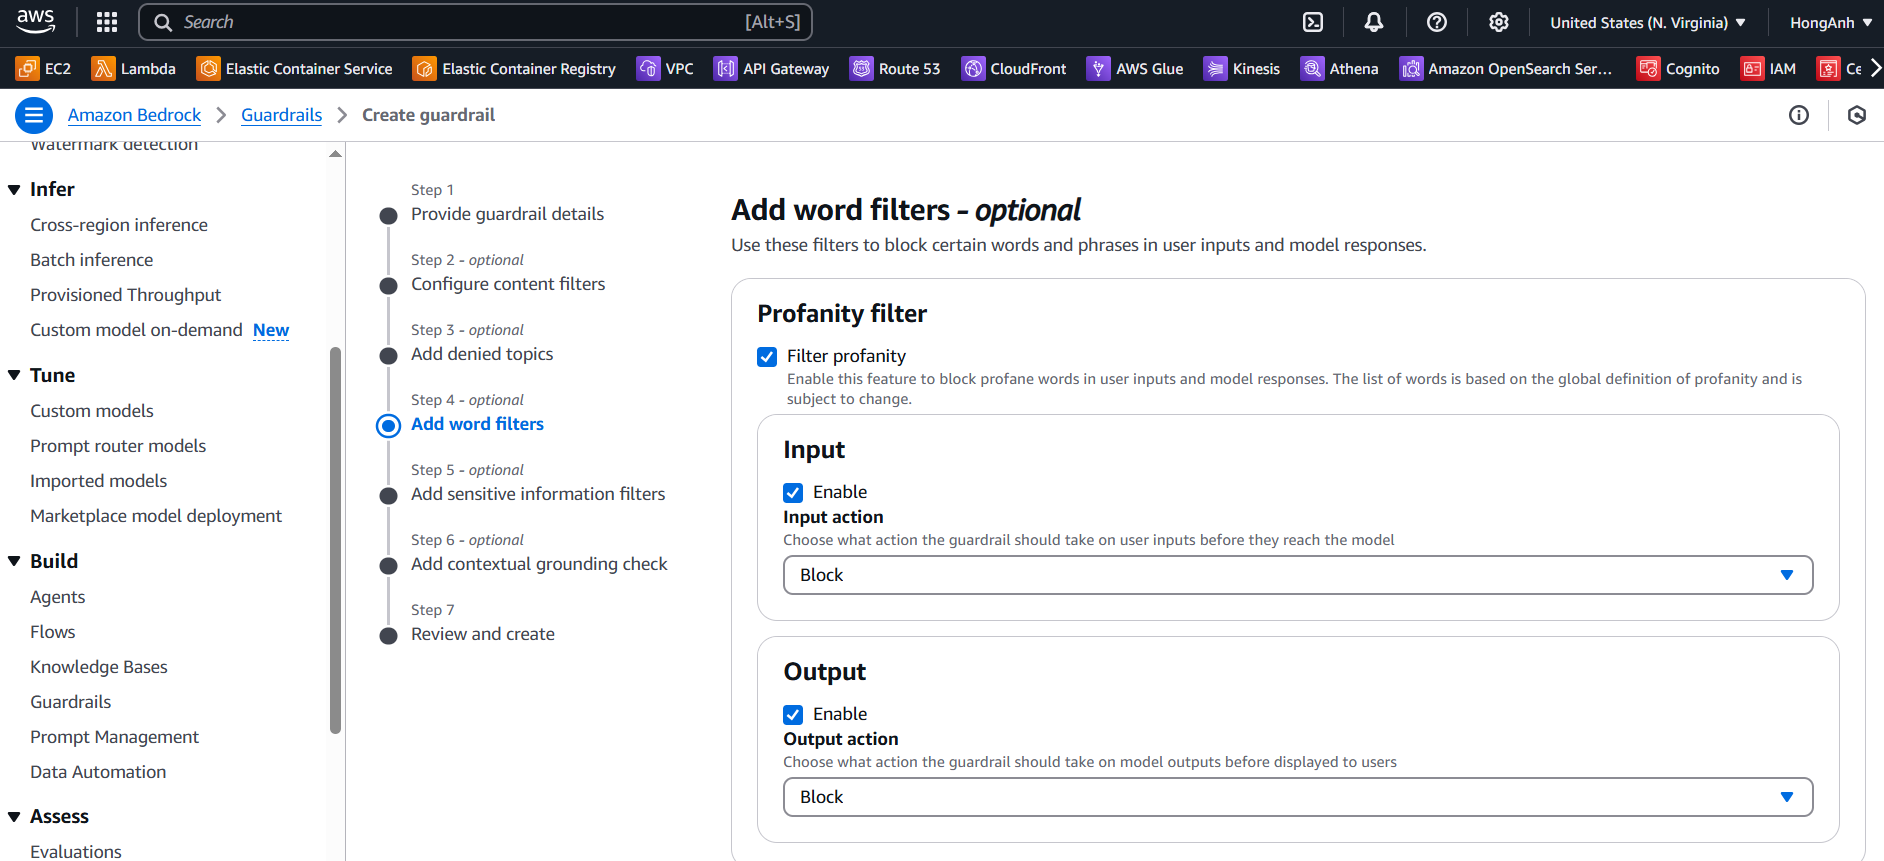 aws
Search
[Alt+S]
United States (N. Virginia)
HongAnh
EC2
Lambda
Elastic Container Service
Elastic Container Registry
VPC
API Gateway
Route 53
CloudFront
AWS Glue
Kinesis
Athena
Amazon OpenSearch Ser...
Cognito
IAM
Ce
Amazon Bedrock
Guardrails
Create guardrail
Watermark detection
Infer
Cross-region inference
Batch inference
Provisioned Throughput
Custom model on-demand New
Tune
Custom models
Prompt router models
Imported models
Marketplace model deployment
Build
Agents
Flows
Knowledge Bases
Guardrails
Prompt Management
Data Automation
Assess
Evaluations
Step 1
Provide guardrail details
Step 2 - optional
Configure content filters
Step 3 - optional
Add denied topics
Step 4 - optional
Add word filters
Step 5 - optional
Add sensitive information filters
Step 6 - optional
Add contextual grounding check
Step 7
Review and create
Add word filters - optional
Use these filters to block certain words and phrases in user inputs and model responses.
Profanity filter
Filter profanity
Enable this feature to block profane words in user inputs and model responses. The list of words is based on the global definition of profanity and is
subject to change.
Input
Enable
Input action
Choose what action the guardrail should take on user inputs before they reach the model
Block
Output
Enable
Output action
Choose what action the guardrail should take on model outputs before displayed to users
Block